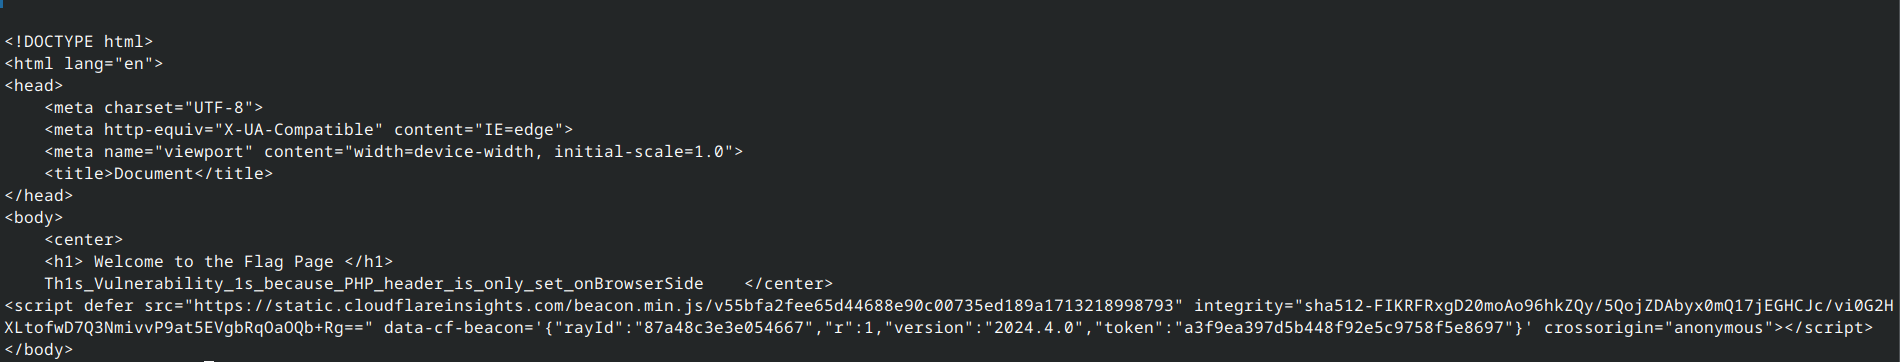 <!DOCTYPE html>
<html lang="en">
<head>
    <meta charset="UTF-8">
    <meta http-equiv="X-UA-Compatible" content="IE=edge">
    <meta name="viewport" content="width=device-width, initial-scale=1.0">
    <title>Document</title>
</head>
<body>
    <center>
    <h1> Welcome to the Flag Page </h1>
    Th1s_Vulnerability_1s_because_PHP_header_is_only_set_onBrowserSide    </center>
<script defer src="https://static.cloudflareinsights.com/beacon.min.js/v55bfa2fee65d44688e90c00735ed189a1713218998793" integrity="sha512-FIKRFRxgD20moAo96hkZQy/5QojZDAbyx0mQ17jEGHCJc/vi0G2H
XLtofwD7Q3NmivvP9at5EVgbRqOaOQb+Rg==" data-cf-beacon='{"rayId":"87a48c3e3e054667","r":1,"version":"2024.4.0","token":"a3f9ea397d5b448f92e5c9758f5e8697"}' crossorigin="anonymous"></script>
</body>